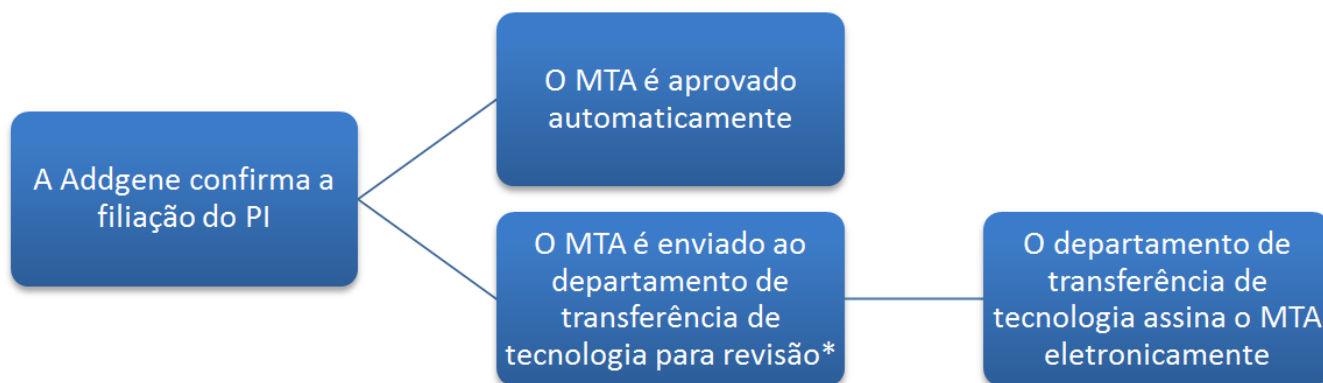 A Addgene confirma a
filiação do PI
O MTA é aprovado
automaticamente
O MTA é enviado ao
departamento de
transferência de
tecnologia para revisão*
O departamento de
transferência de
tecnologia assina o MTA
eletronicamente